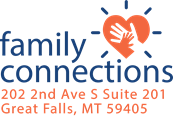 family
connections
202 2nd Ave S Suite 201
Great Falls, MT 59405